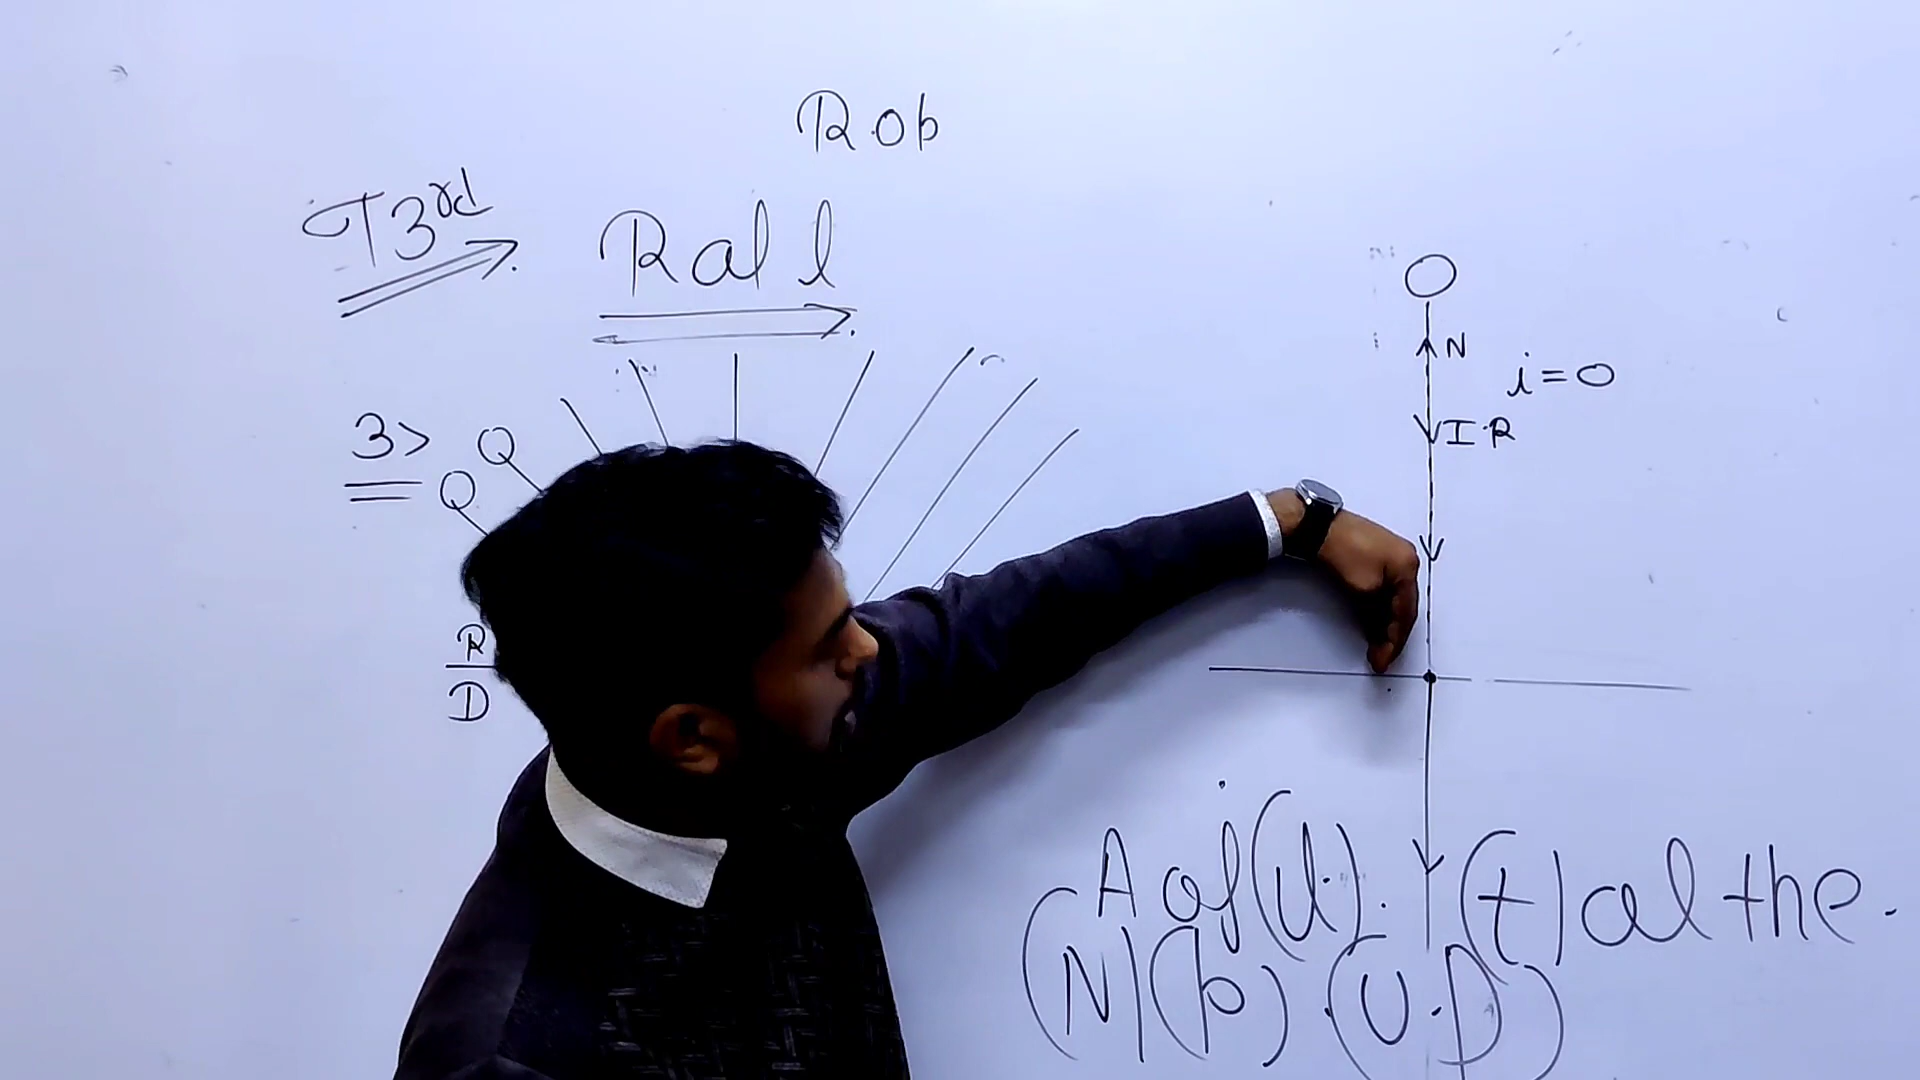 Rob
T3rd
Ral l
3>
Q
Q
R
D
O
N
i=0
I.R
A of (d). (t) al the.
(N) (b) (U.P)